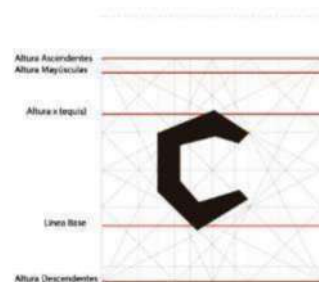 Altura Ascendentes
Altura Mayúsculas
Altura x (equis)
Línea Base
Altura Descendentes